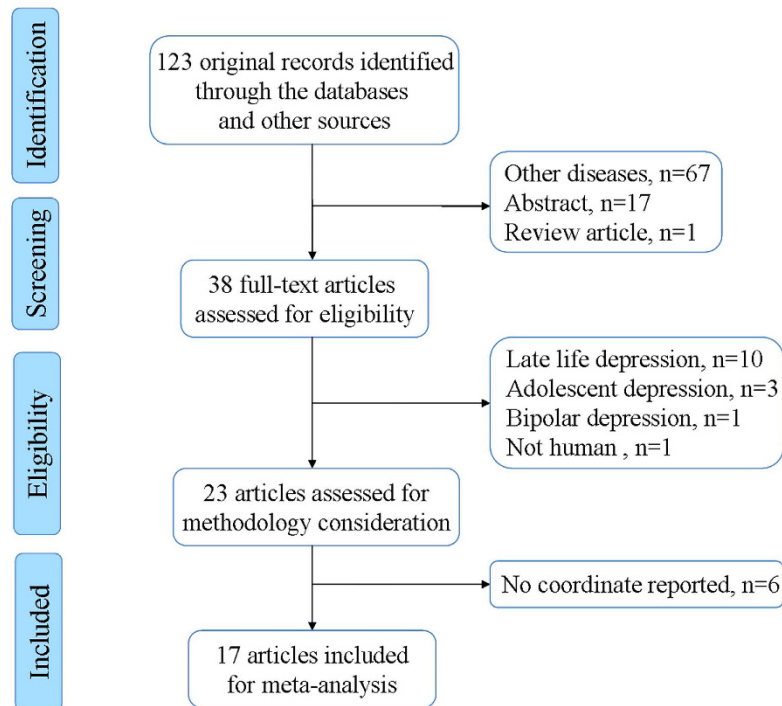 Identification
123 original records identified
through the databases
and other sources
Other diseases, n=67
Abstract, n=17
Review article, n=1
Screening
38 full-text articles
assessed for eligibility
Late life depression, n=10
Adolescent depression, n=3
Bipolar depression, n=1
Not human , n=1
Eligibility
23 articles assessed for
methodology consideration
No coordinate reported, n=6
Included
17 articles included
for meta-analysis